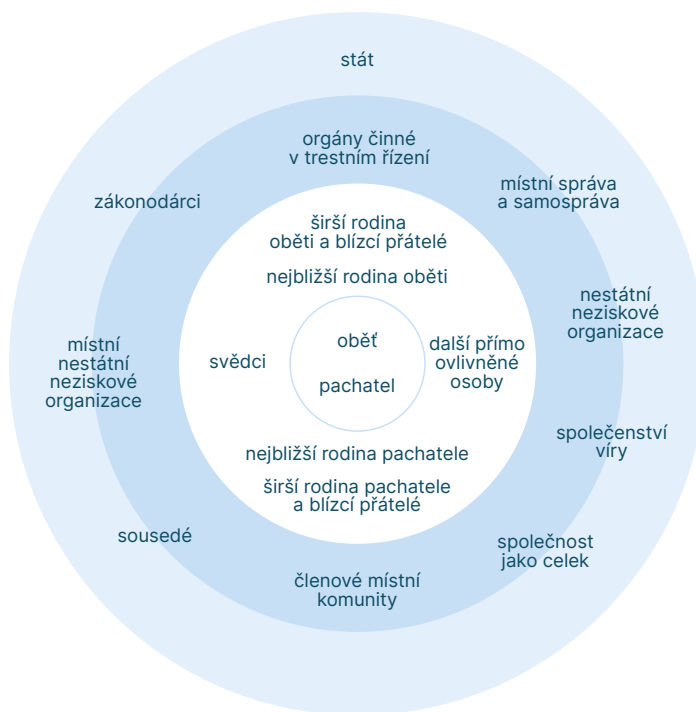 stát
orgány činné
v trestním řízení
místní správa
a samospráva
zákonodárci
širší rodina
oběti a blízcí přátelé
nejbližší rodina oběti
nestátní
neziskové
organizace
oběť
pachatel
svědci
další přímo
ovlivněné
osoby
místní
nestátní
neziskové
organizace
společenství
víry
nejbližší rodina pachatele
širší rodina pachatele
a blízcí přátelé
sousedé
společnost
jako celek
členové místní
komunity